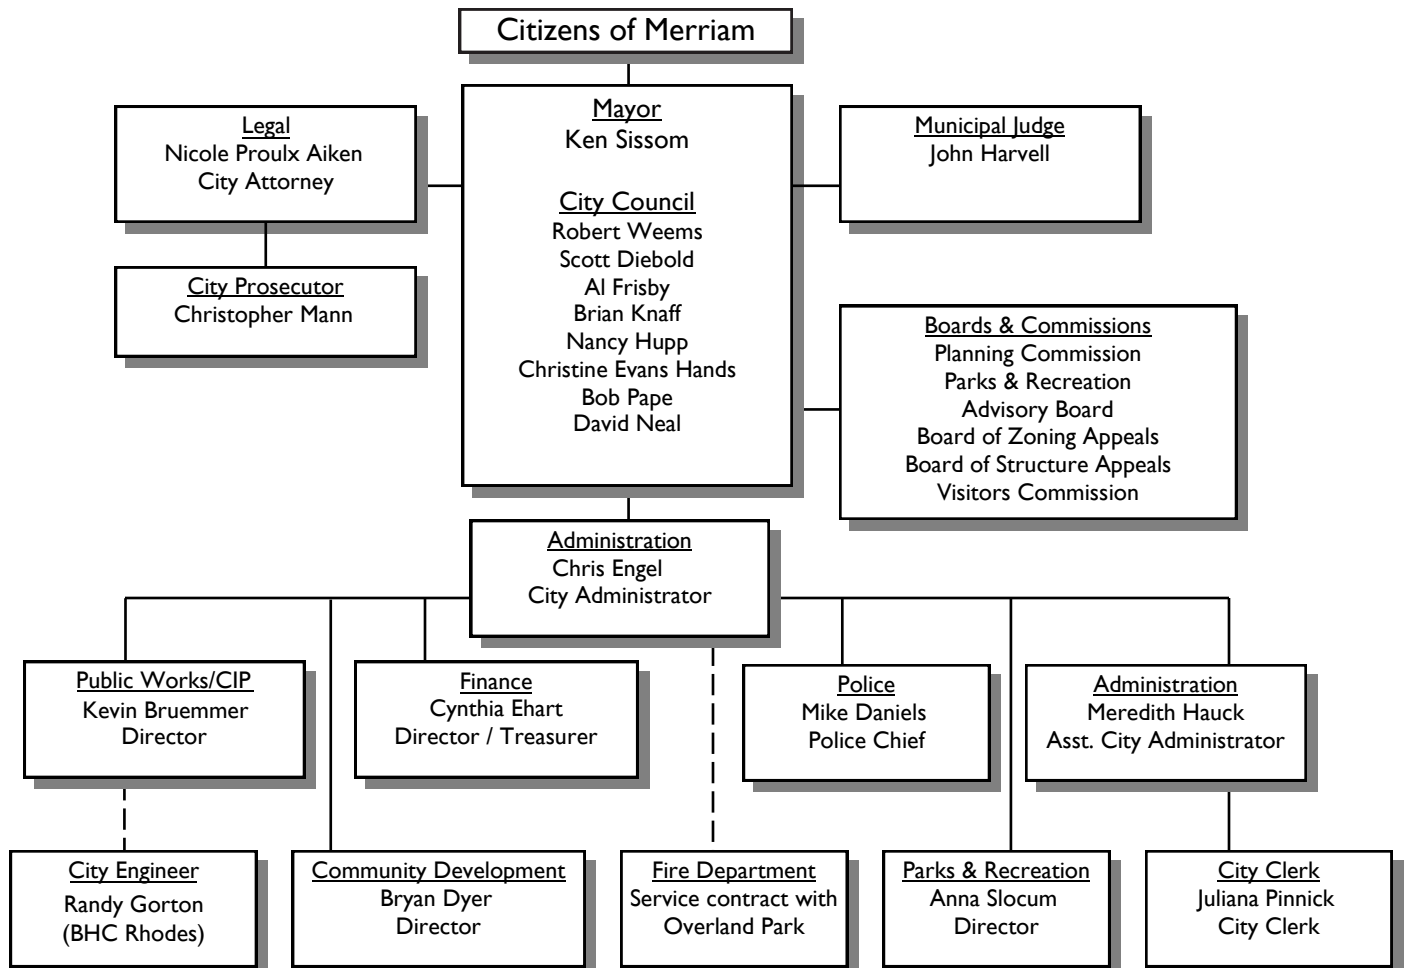 Citizens of Merriam
Legal
Nicole Proulx Aiken
City Attorney
Mayor
Ken Sissom
City Council
Robert Weems
Scott Diebold
Al Frisby
Brian Knaff
Nancy Hupp
Christine Evans Hands
Bob Pape
David Neal
Municipal Judge
John Harvell
City Prosecutor
Christopher Mann
Boards & Commissions
Planning Commission
Parks & Recreation
Advisory Board
Board of Zoning Appeals
Board of Structure Appeals
Visitors Commission
Administration
Chris Engel
City Administrator
Public Works/CIP
Kevin Bruemmer
Director
Finance
Cynthia Ehart
Director / Treasurer
Police
Mike Daniels
Police Chief
Administration
Meredith Hauck
Asst. City Administrator
City Engineer
Randy Gorton
(BHC Rhodes)
Community Development
Bryan Dyer
Director
Fire Department
Service contract with
Overland Park
Parks & Recreation
Anna Slocum
Director
City Clerk
Juliana Pinnick
City Clerk